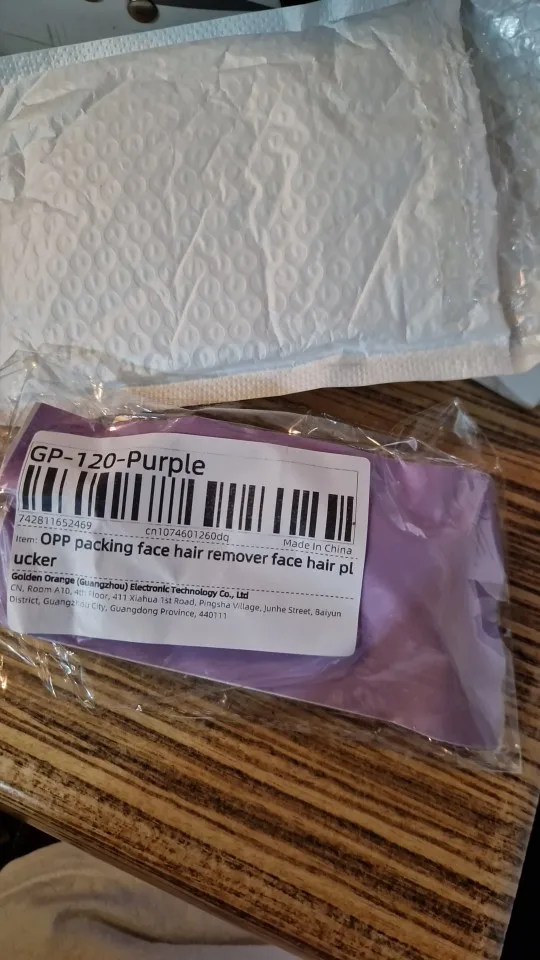 GP-120-Purple
742811652469
cn1074601260dq
Made in China
Item: OPP packing face hair remover face hair pl
ucker
Golden Orange (Guangzhou) Electronic Technology Co., Ltd
CN, Room A10, 4th Floor, 411 Xiahua 1st Road, Pingsha Village, Junhe Street, Baiyun
District, Guangzhou City, Guangdong Province, 440111